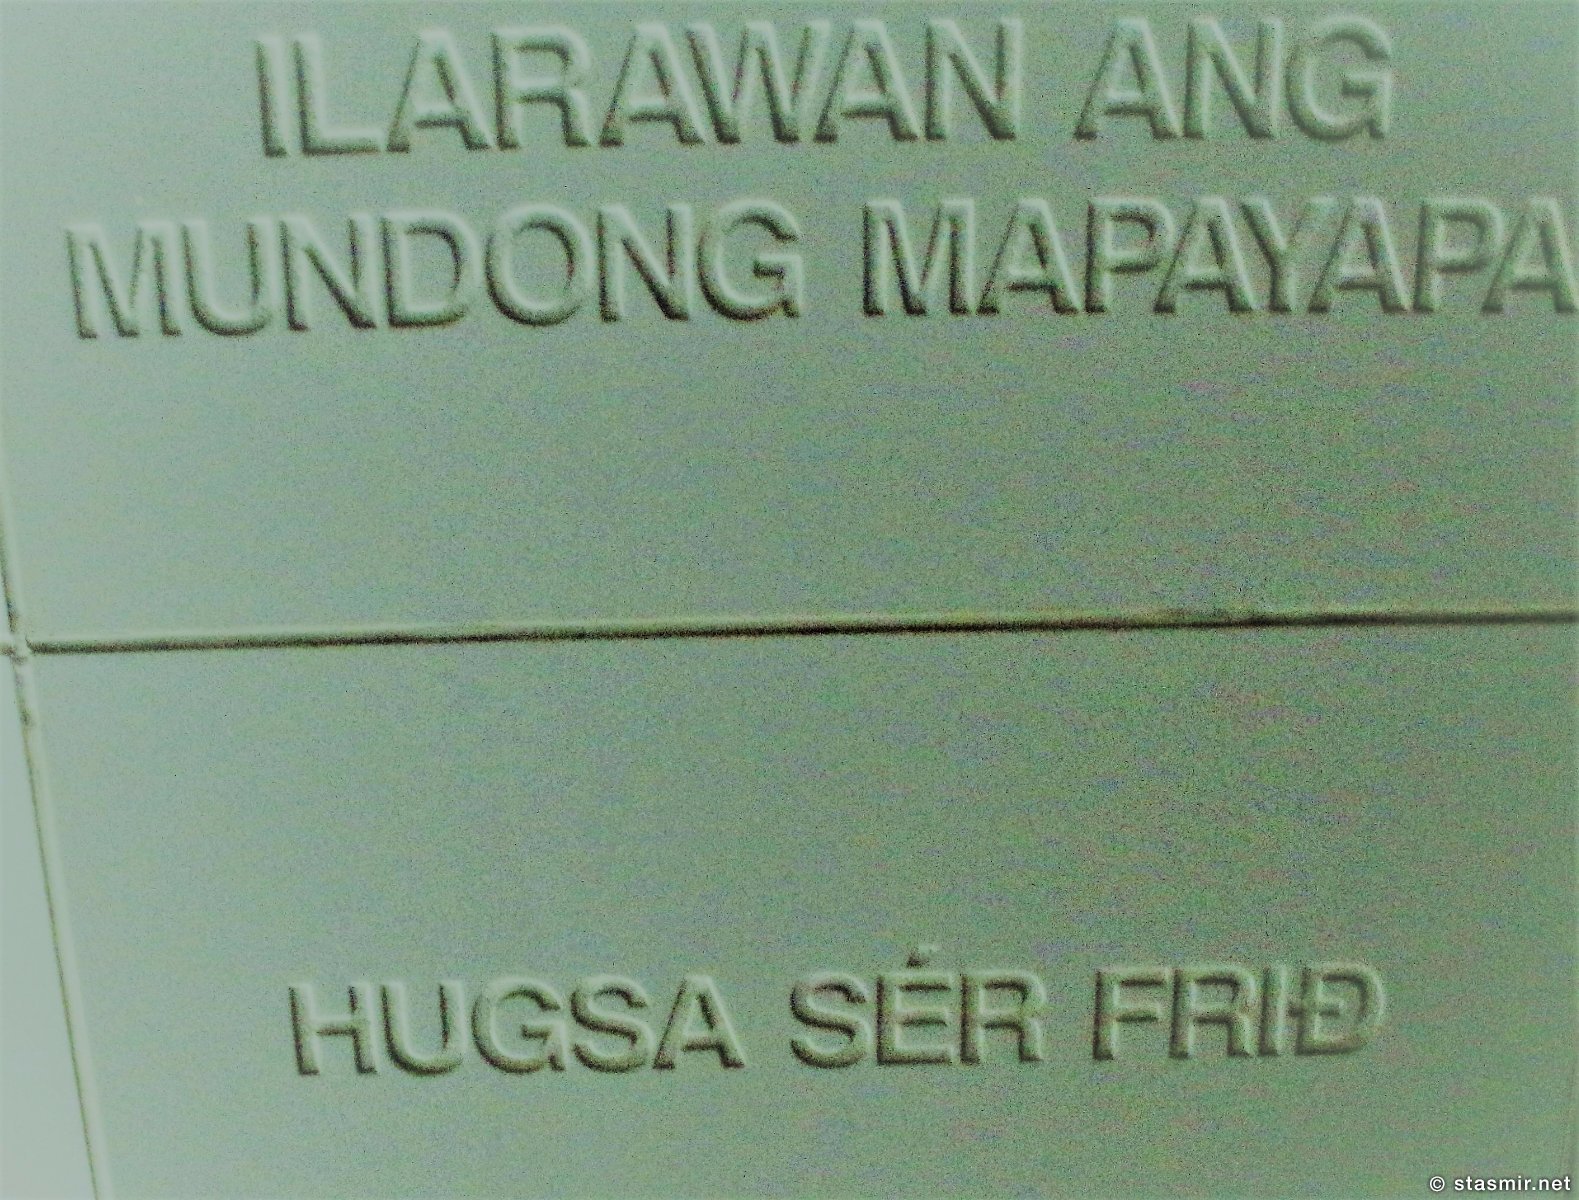 ILARAWAN ANG
MUNDONG MAPAYAPA
HUGSA SÉR FRIÐ
© stasmir.net